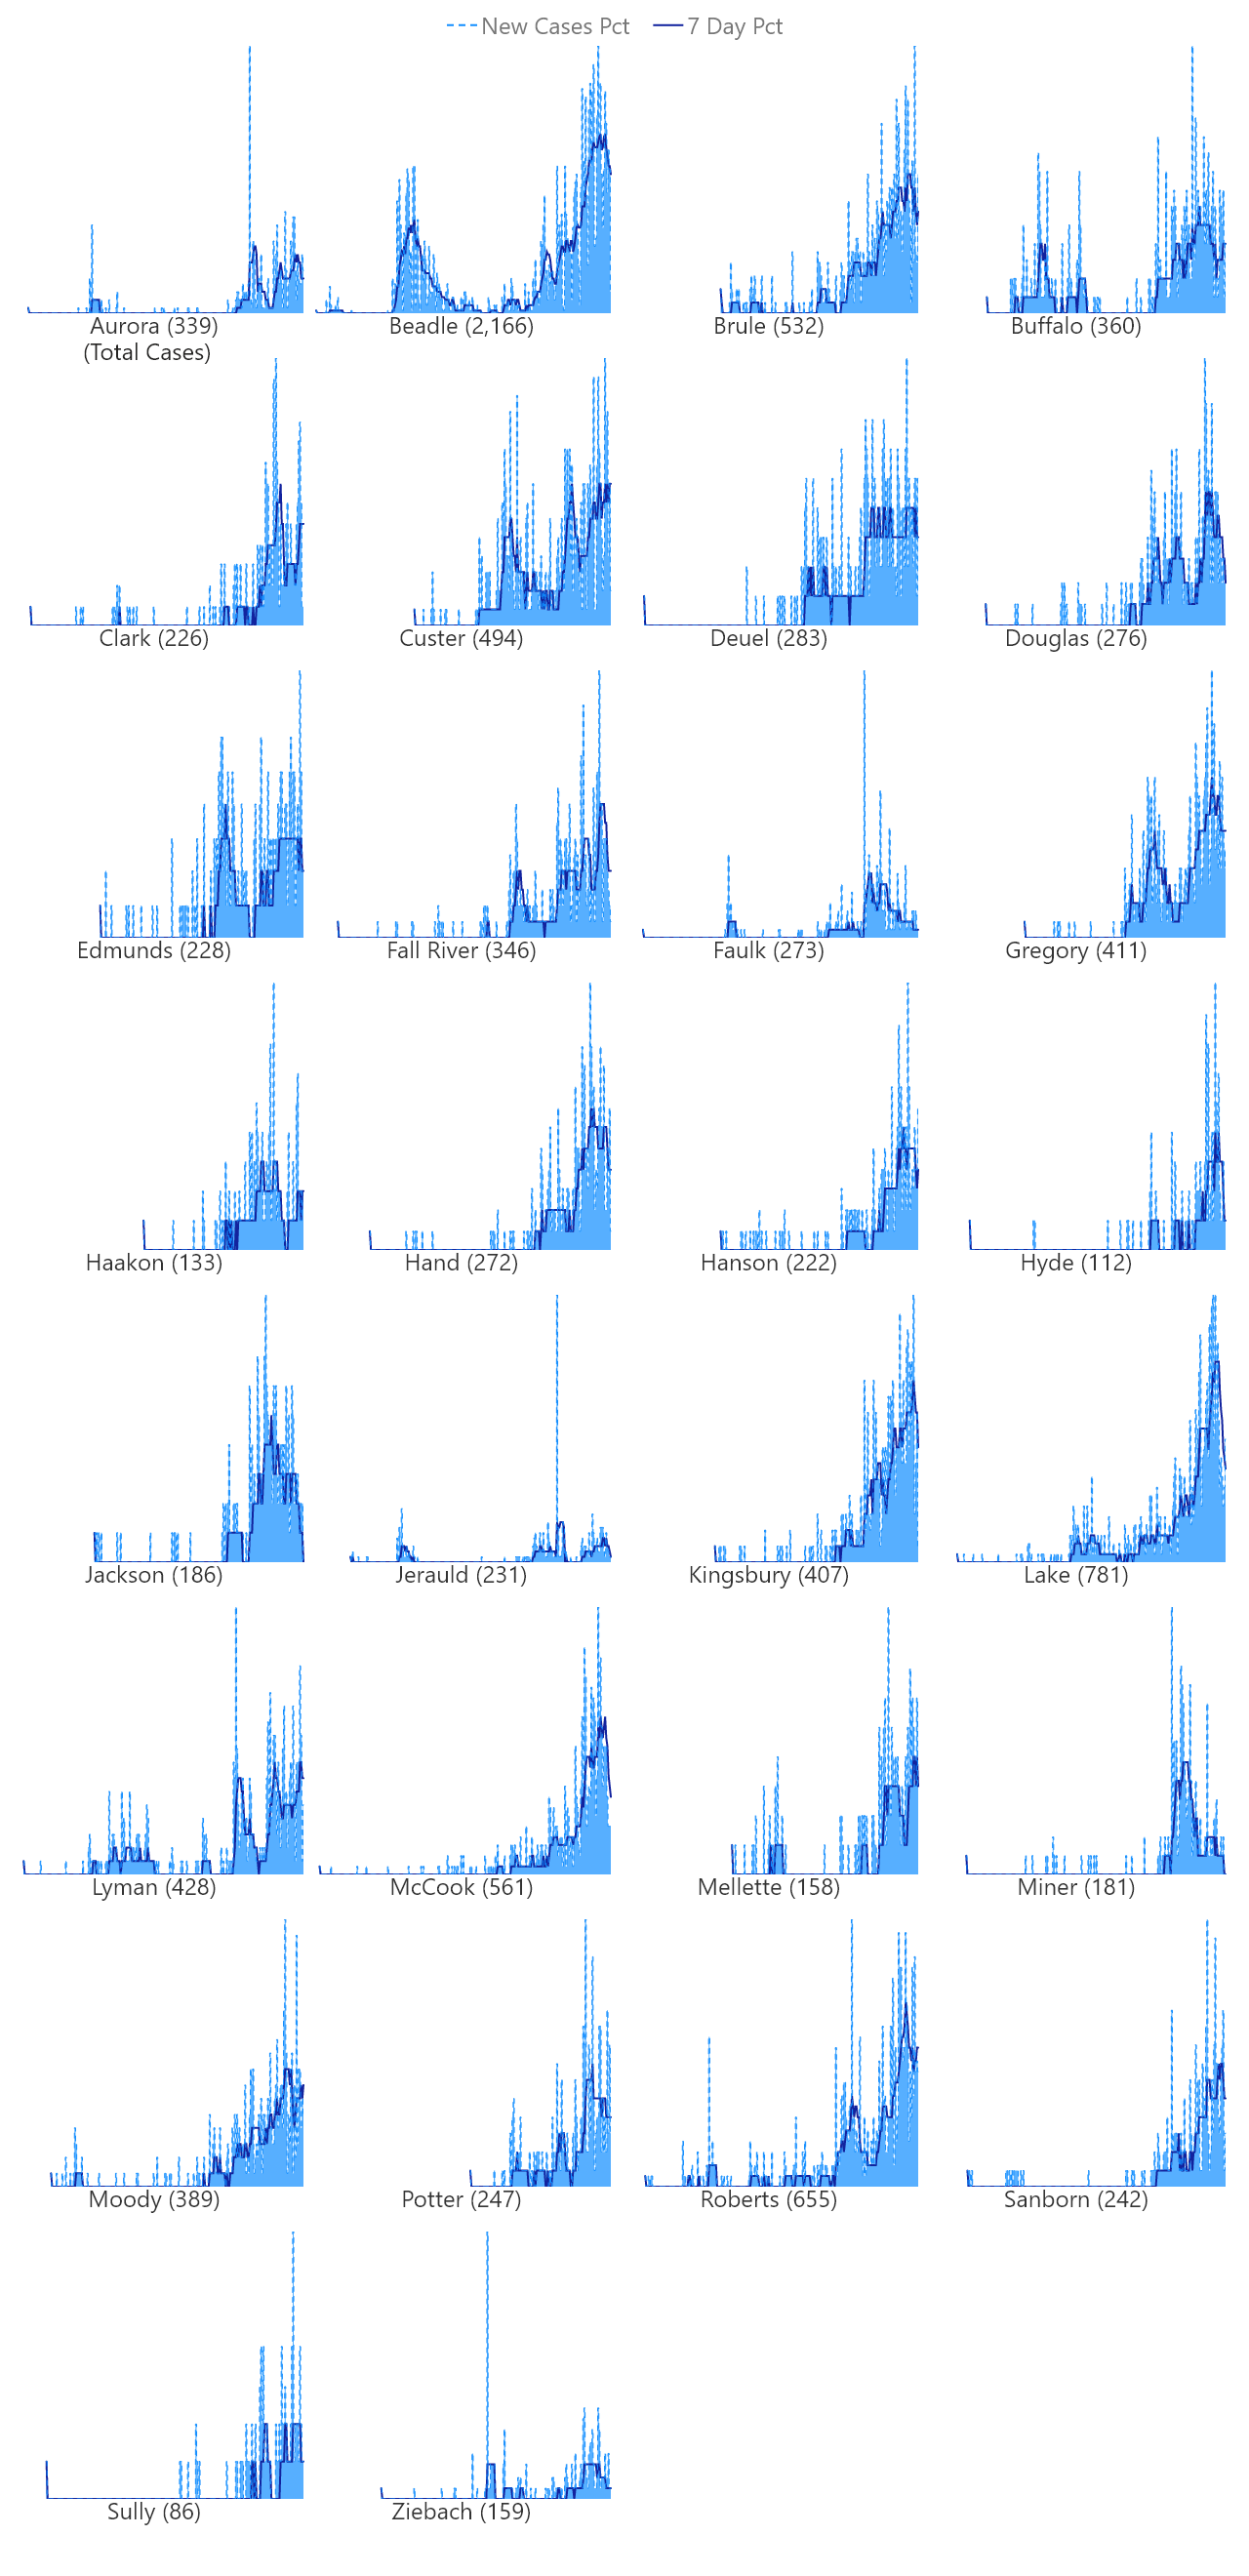 New Cases Pct 7 Day Pct
Aurora (339) Beadle (2,166) Brule (532) Buffalo (360)
(Total Cases)
Clark (226) Custer (494) Deuel (283) Douglas (276)
Edmunds (228) Fall River (346) Faulk (273) Gregory (411)
Haakon (133) Hand (272) Hanson (222) Hyde (112)
Jackson (186) Jerauld (231) Kingsbury (407) Lake (781)
Lyman (428) McCook (561) Mellette (158) Miner (181)
Moody (389) Potter (247) Roberts (655) Sanborn (242)
Sully (86) Ziebach (159)